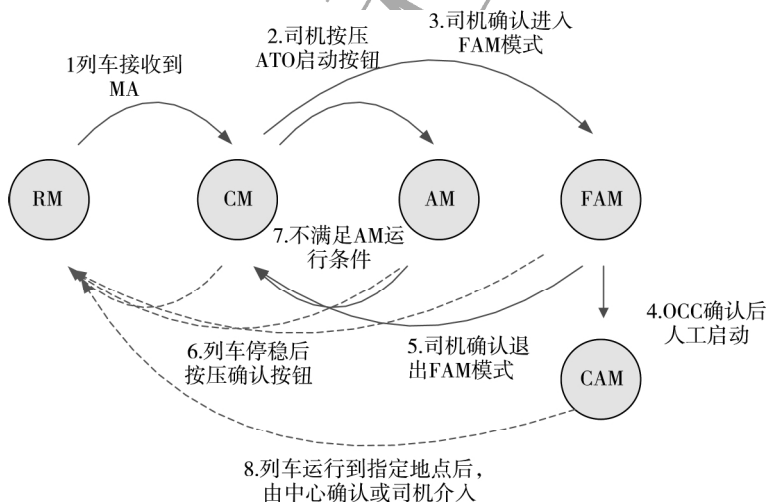 1列车接收到
MA
2.司机按压
ATO启动按钮
3.司机确认进入
FAM模式
RM
CM
AM
FAM
7.不满足AM运
行条件
4.OCC确认后
人工启动
6.列车停稳后
按压确认按钮
5.司机确认退
出FAM模式
CAM
8.列车运行到指定地点后，
由中心确认或司机介入